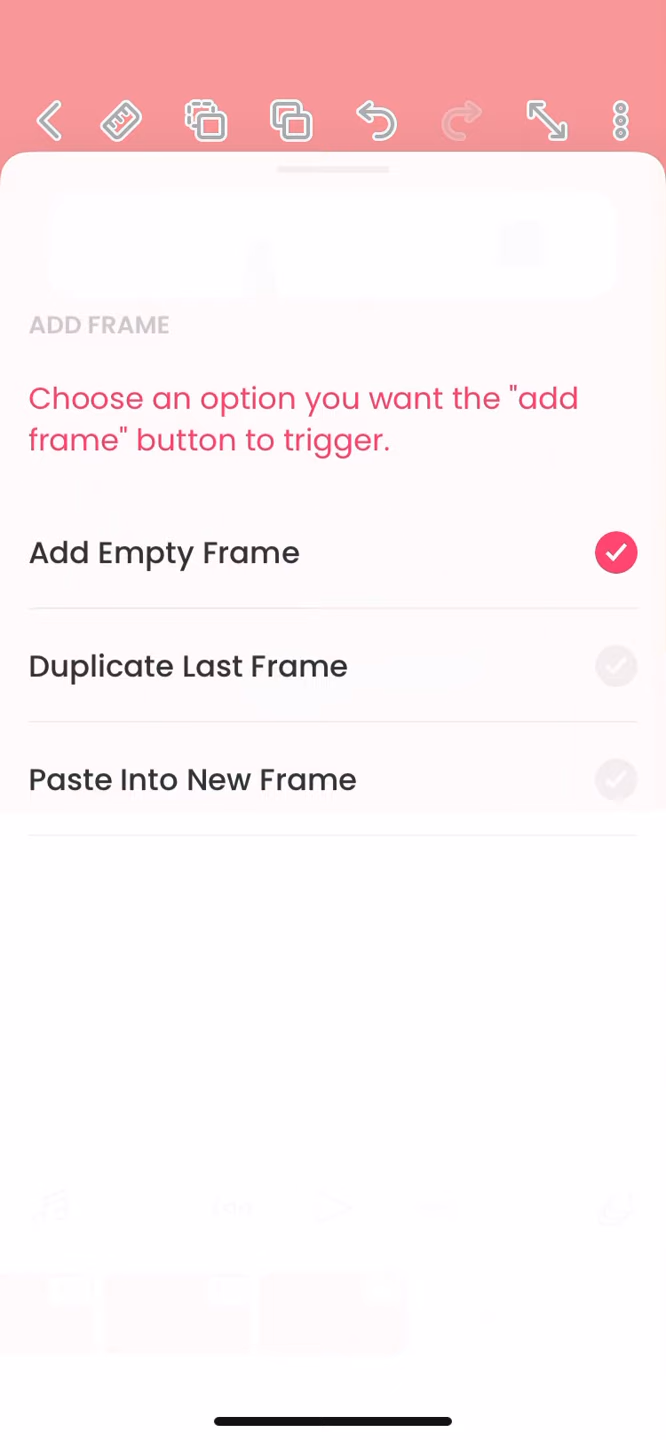 ADD FRAME
Choose an option you want the "add
frame" button to trigger.
Add Empty Frame
Duplicate Last Frame
Paste Into New Frame